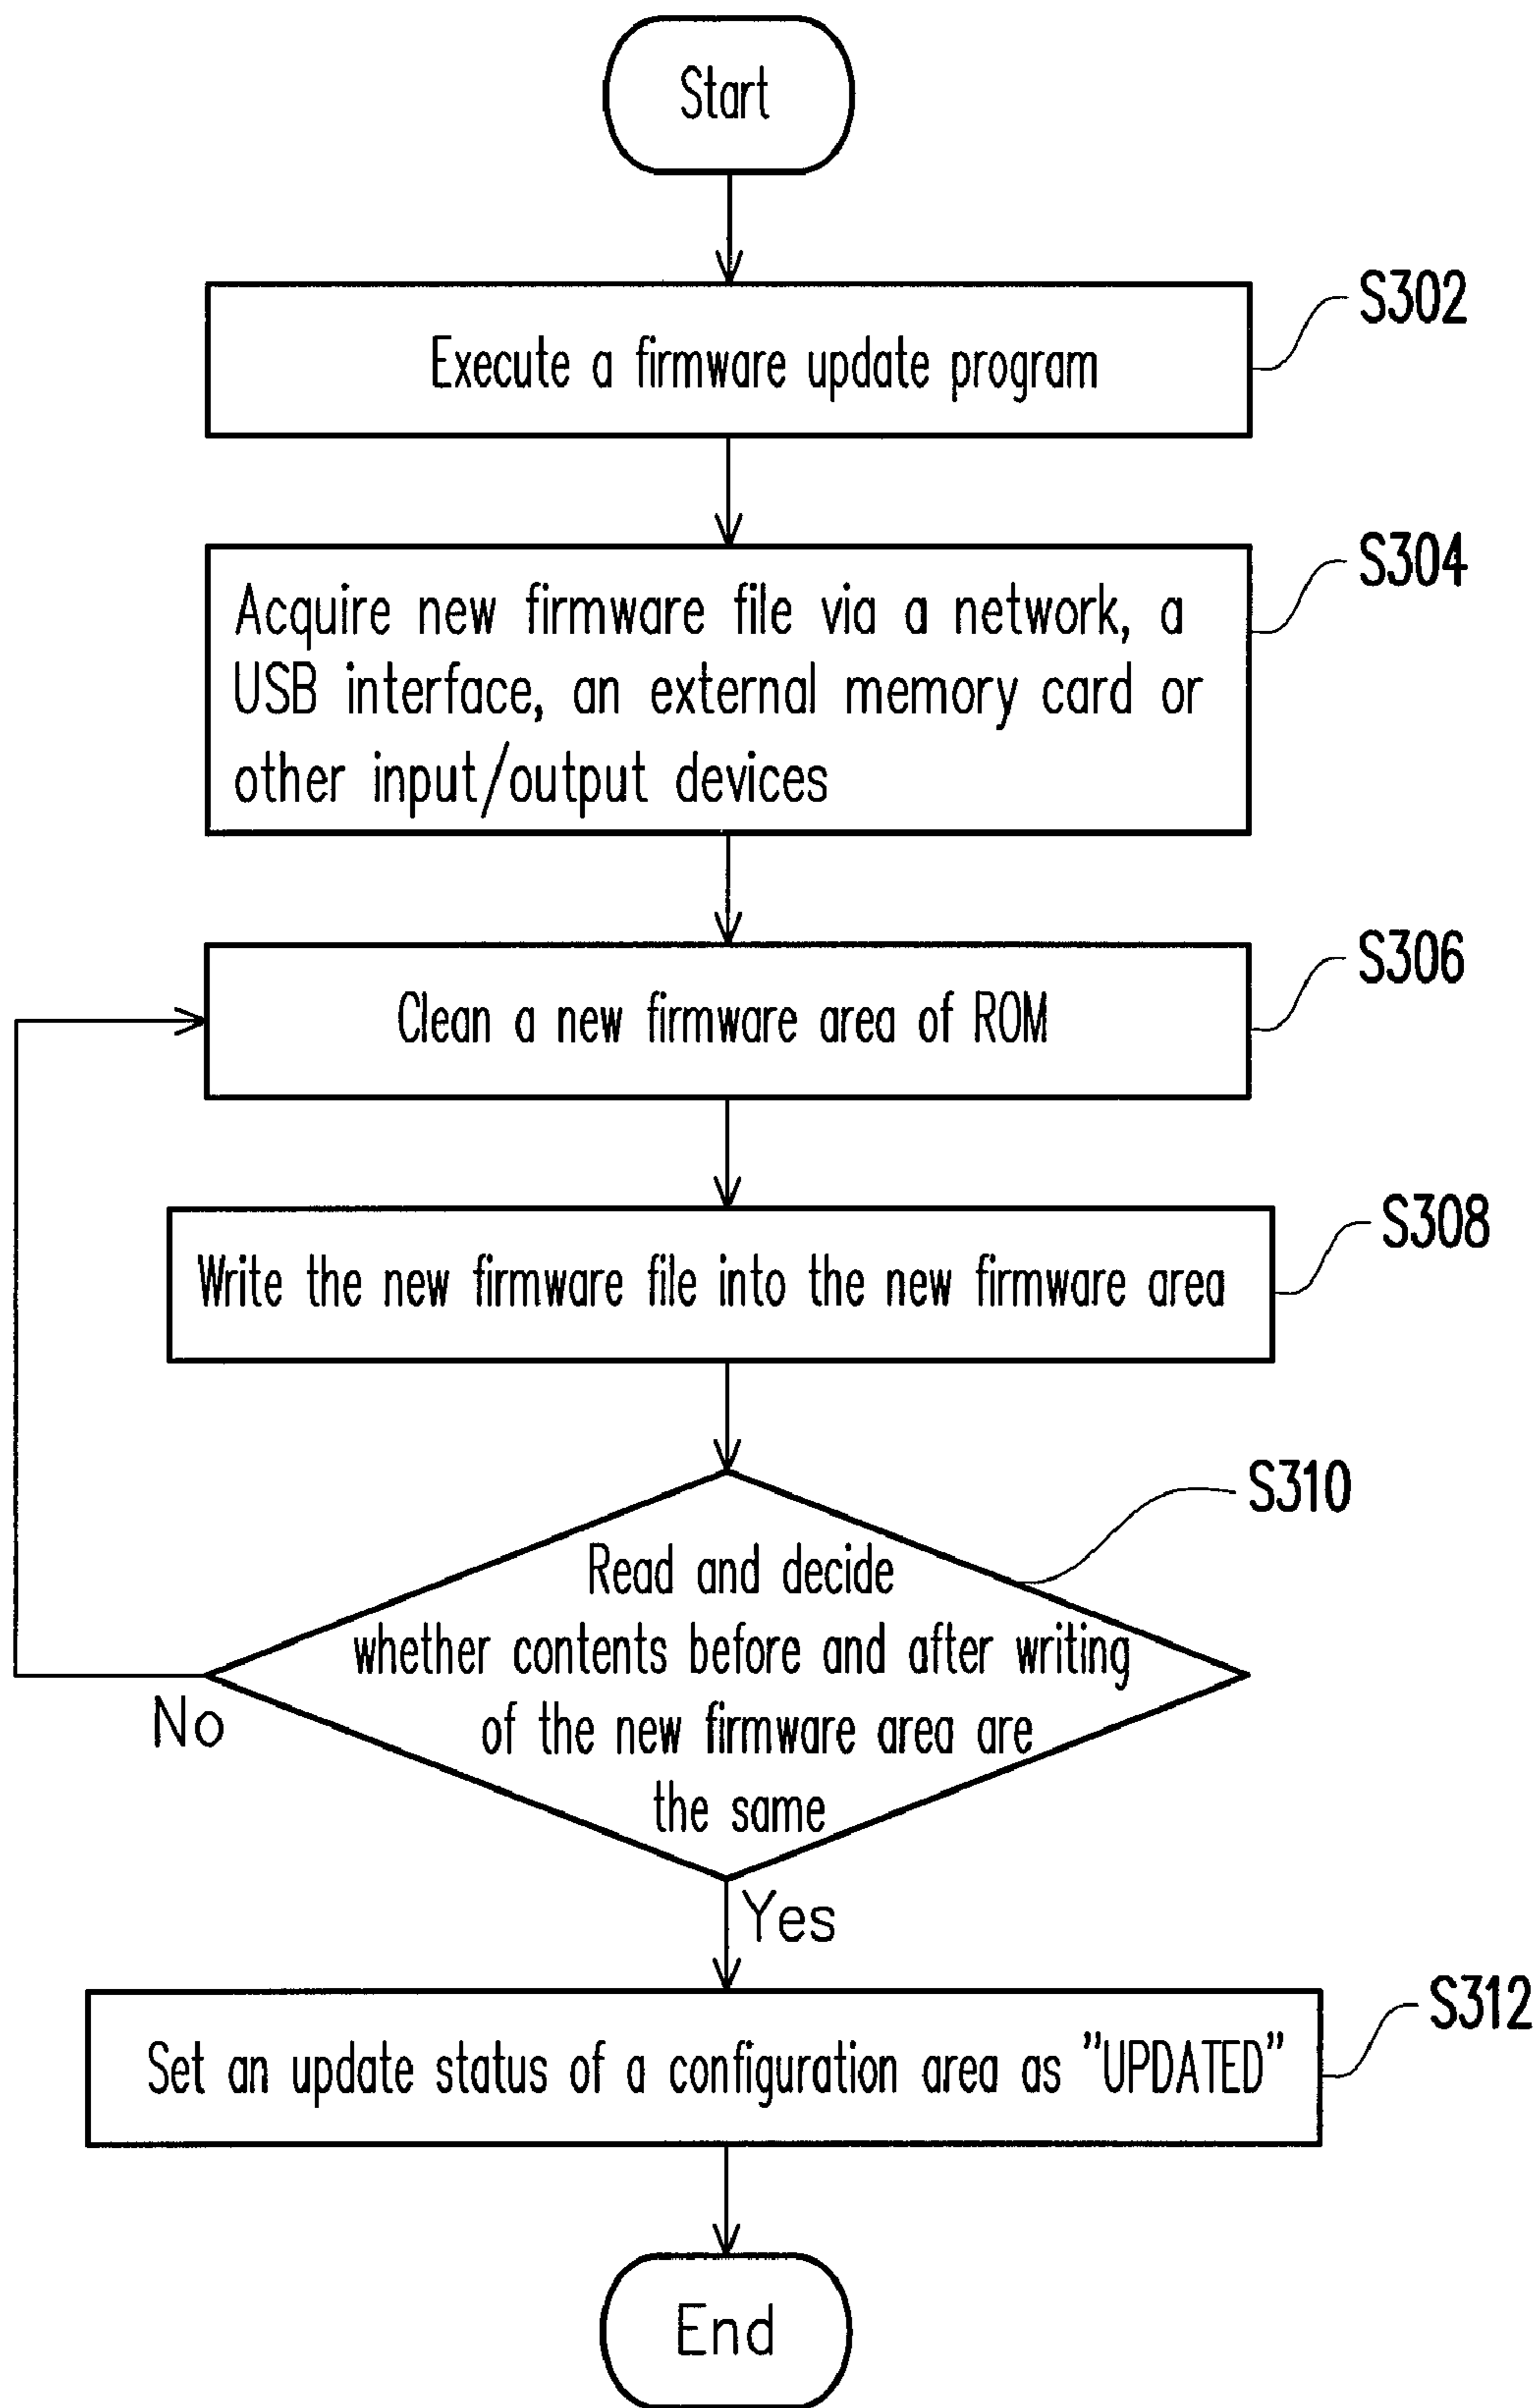 Start
S302
Execute a firmware update program
S304
Acquire new firmware file via a network, a
USB interface, an external memory card or
other input/output devices
S306
Clean a new firmware area of ROM
S308
Write the new firmware file into the new firmware area
S310
Read and decide
whether contents before and after writing
of the new firmware area are
the same
No
Yes
S312
Set an update status of a configuration area as "UPDATED"
End